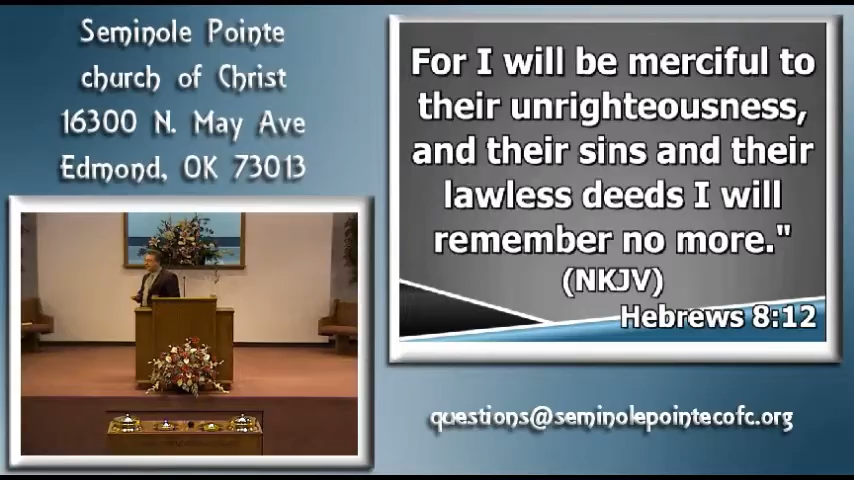 Seminole Pointe
church of Christ
16300 N. May Ave
Edmond, OK 73013
For I will be merciful to
their unrighteousness,
and their sins and their
lawless deeds I will
remember no more."
(NKJV)
Hebrews 8:12
questions@seminolepointecofc.org